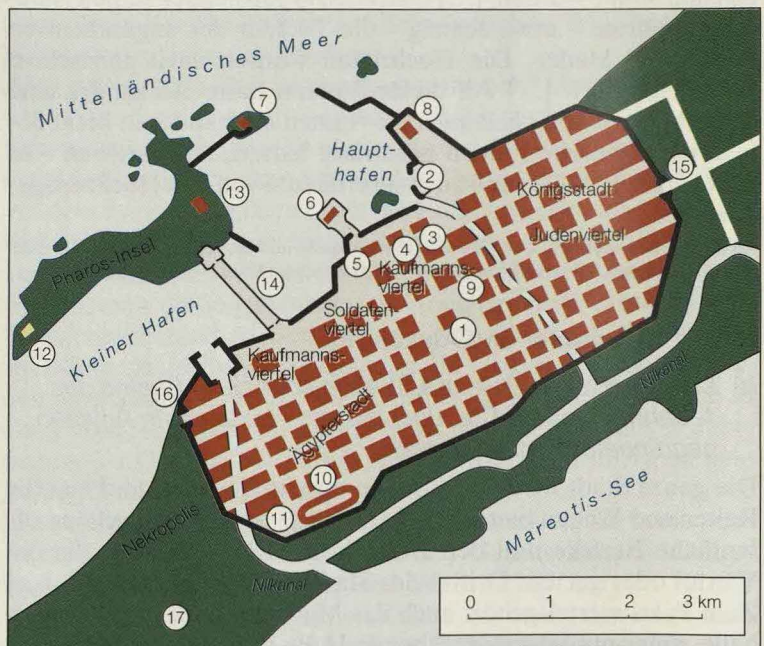 Mittelländisches Meer
7
8
Haupt-
hafen
2
15
Königsstadt
13
6
Judenviertel
3
4
5
Kaufmanns-
viertel
Pharos-Insel
14
9
Soldaten-
viertel
1
Kleiner Hafen
12
Kaufmanns-
viertel
Nilkanal
16
Ägypterstadt
10
11
Mareotis-See
Nekropolis
Nilkanal
17
0 1 2 3 km